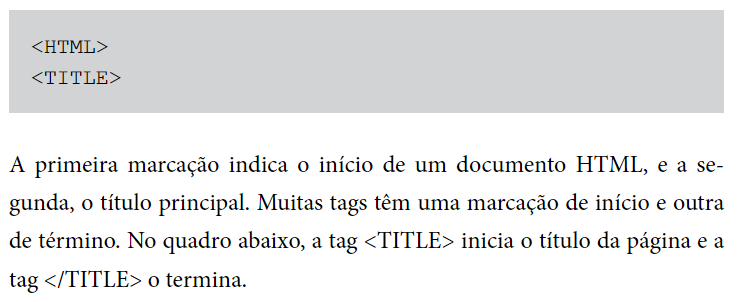 <HTML>
<TITLE>
A primeira marcação indica o início de um documento HTML, e a se-
gunda, o título principal. Muitas tags têm uma marcação de início e outra
de término. No quadro abaixo, a tag <TITLE> inicia o título da página e a
tag </TITLE> o termina.